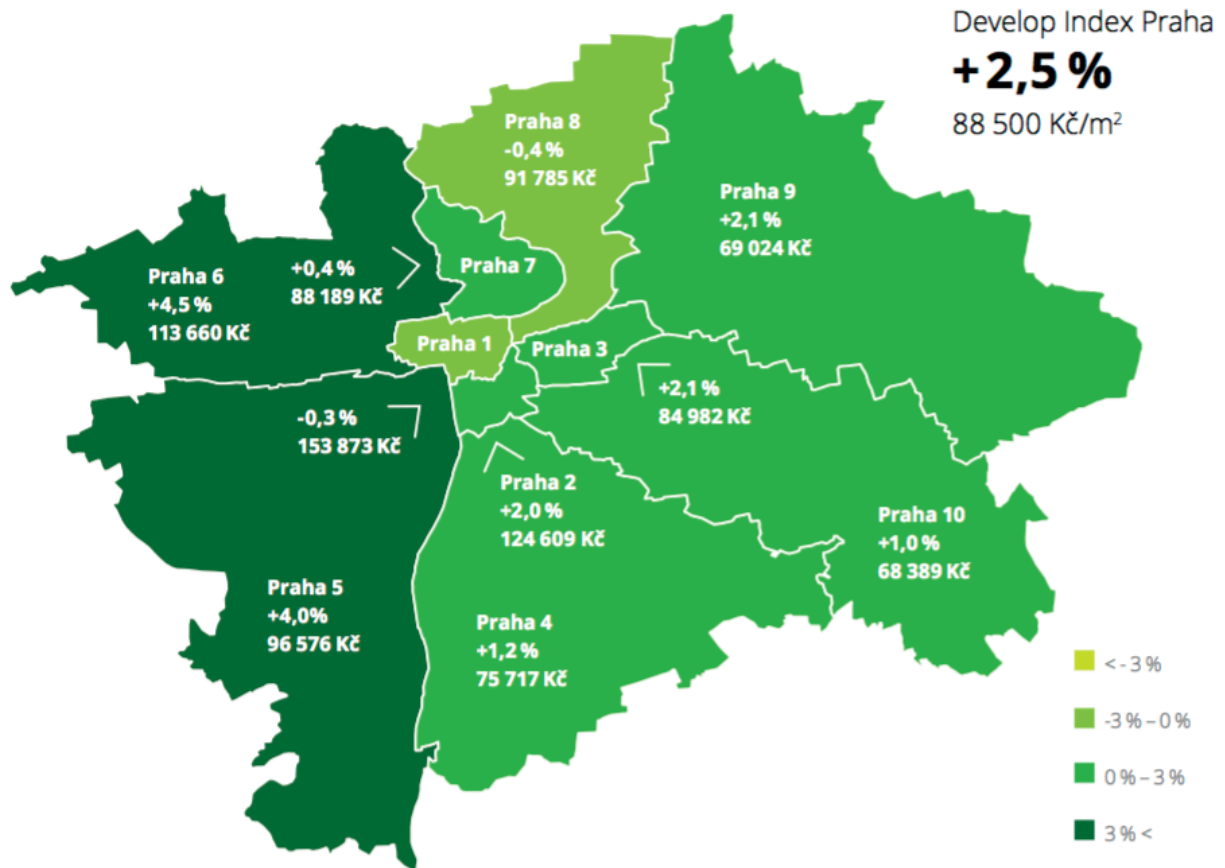 Develop Index Praha
+2,5 %
88 500 Kč/m²
Praha 8
-0,4 %
91 785 Kč
Praha 9
+2,1 %
69 024 Kč
Praha 7
+0,4 %
88 189 Kč
Praha 6
+4,5 %
113 660 Kč
Praha 1
-0,3 %
153 873 Kč
Praha 3
+2,1 %
84 982 Kč
Praha 2
+2,0 %
124 609 Kč
Praha 10
+1,0 %
68 389 Kč
Praha 5
+4,0%
96 576 Kč
Praha 4
+1,2 %
75 717 Kč
< - 3 %
-3 % – 0 %
0 % – 3 %
3 % <